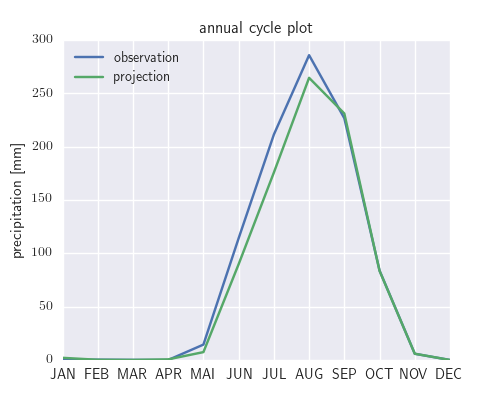 annual cycle plot
300
observation
projection
250
200
150
100
50
0
precipitation [mm]
JAN FEB MAR APR MAI JUN JUL AUG SEP OCT NOV DEC